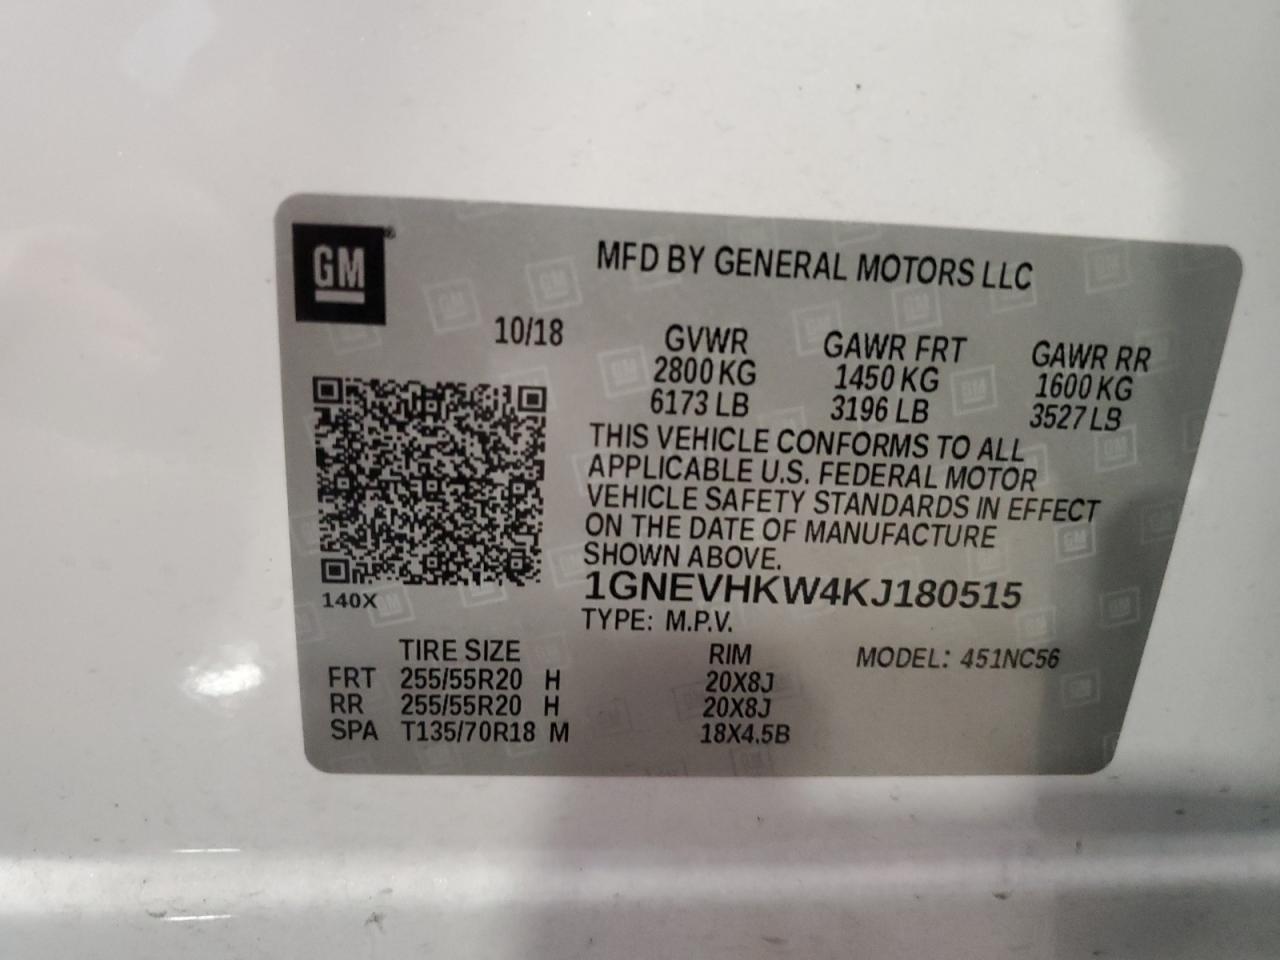 GM
MFD BY GENERAL MOTORS LLC
10/18 GVWR GAWR FRT GAWR RR
2800 KG 1450 KG 1600 KG
6173 LB 3196 LB 3527 LB
THIS VEHICLE CONFORMS TO ALL
APPLICABLE U.S. FEDERAL MOTOR
VEHICLE SAFETY STANDARDS IN EFFECT
ON THE DATE OF MANUFACTURE
SHOWN ABOVE.
140X
1GNEVHKW4KJ180515
TYPE: M.P.V.
TIRE SIZE RIM MODEL: 451NC56
FRT 255/55R20 H 20X8J
RR 255/55R20 H 20X8J
SPA T135/70R18 M 18X4.5B